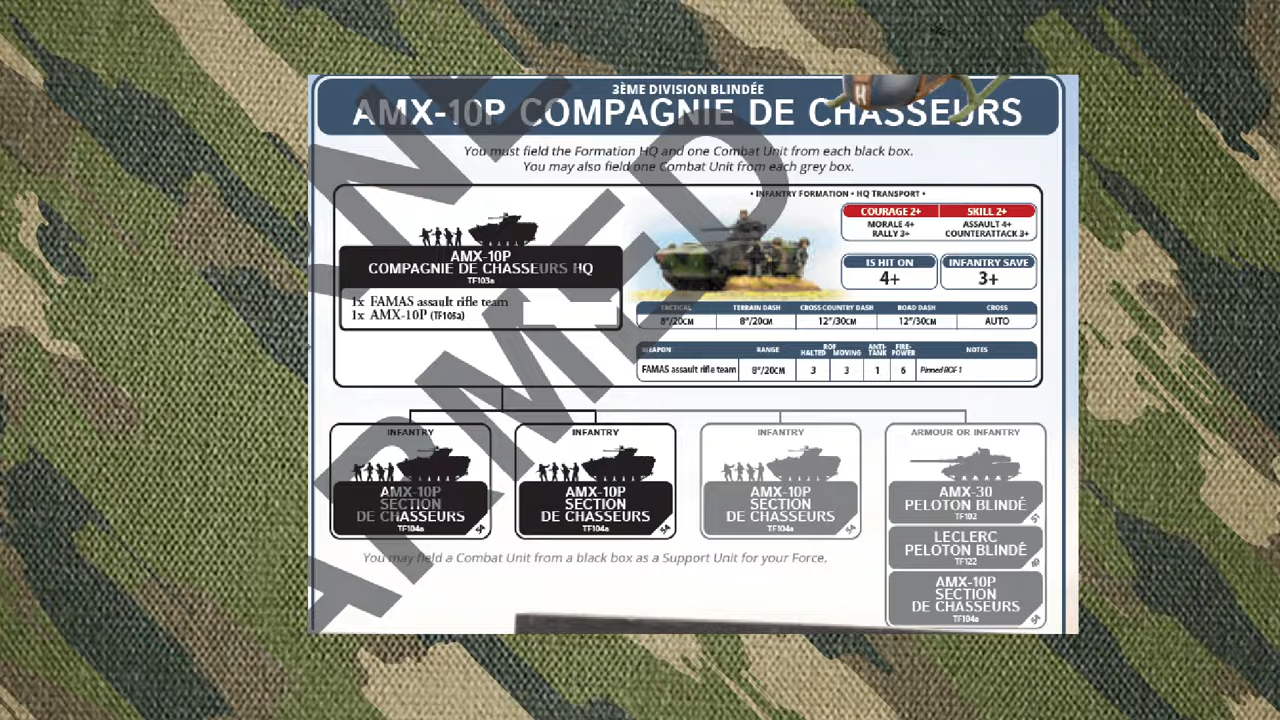 3ÈME DIVISION BLINDÉE
AMX-10P COMPAGNIE DE CHASSEURS
You must field the Formation HQ and one Combat Unit from each black box.
You may also field one Combat Unit from each grey box.
• INFANTRY FORMATION • HQ TRANSPORT •
AMX-10P
COMPAGNIE DE CHASSEURS HQ
TF103a
1x FAMAS assault rifle team
1x AMX-10P (TF105a)
COURAGE 2+ SKILL 2+
MORALE 4+ ASSAULT 4+
RALLY 3+ COUNTERATTACK 3+
IS HIT ON INFANTRY SAVE
4+ 3+
TACTICAL TERRAIN DASH CROSS COUNTRY DASH ROAD DASH CROSS
8"/20CM 8"/20CM 12"/30CM 12"/30CM AUTO
WEAPON RANGE ROF HALTED MOVING ANTI-TANK FIRE-POWER NOTES
FAMAS assault rifle team 8"/20CM 3 3 1 6 Pinned ROF 1
INFANTRY
AMX-10P
SECTION
DE CHASSEURS
TF104a
INFANTRY
AMX-10P
SECTION
DE CHASSEURS
TF104a
INFANTRY
AMX-10P
SECTION
DE CHASSEURS
TF104a
ARMOUR OR INFANTRY
AMX-30
PELOTON BLINDÉ
TF102
LECLERC
PELOTON BLINDÉ
TF122
AMX-10P
SECTION
DE CHASSEURS
TF104a
You may field a Combat Unit from a black box as a Support Unit for your Force.